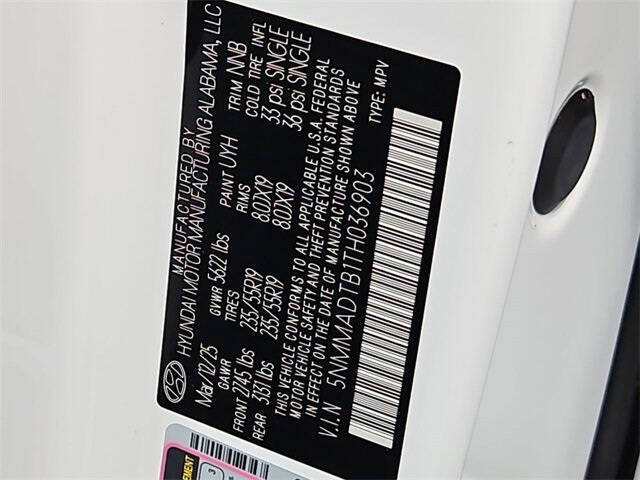 MANUFACTURED BY
HYUNDAI MOTOR MANUFACTURING ALABAMA, LLC
Mar/12/25 GVWR 5622 lbs PAINT UYH TRIM NNB
GAWR TIRES RIMS COLD TIRE INFL
FRONT 2745 lbs 235/55R19 8.0JX19 33 psi SINGLE
REAR 3131 lbs 235/55R19 8.0JX19 36 psi SINGLE
THIS VEHICLE CONFORMS TO ALL APPLICABLE U.S.A. FEDERAL
MOTOR VEHICLE SAFETY, AND THEFT PREVENTION STANDARDS
IN EFFECT ON THE DATE OF MANUFACTURE SHOWN ABOVE
V.I.N 5NMMADTB1TH036903 TYPE: MPV